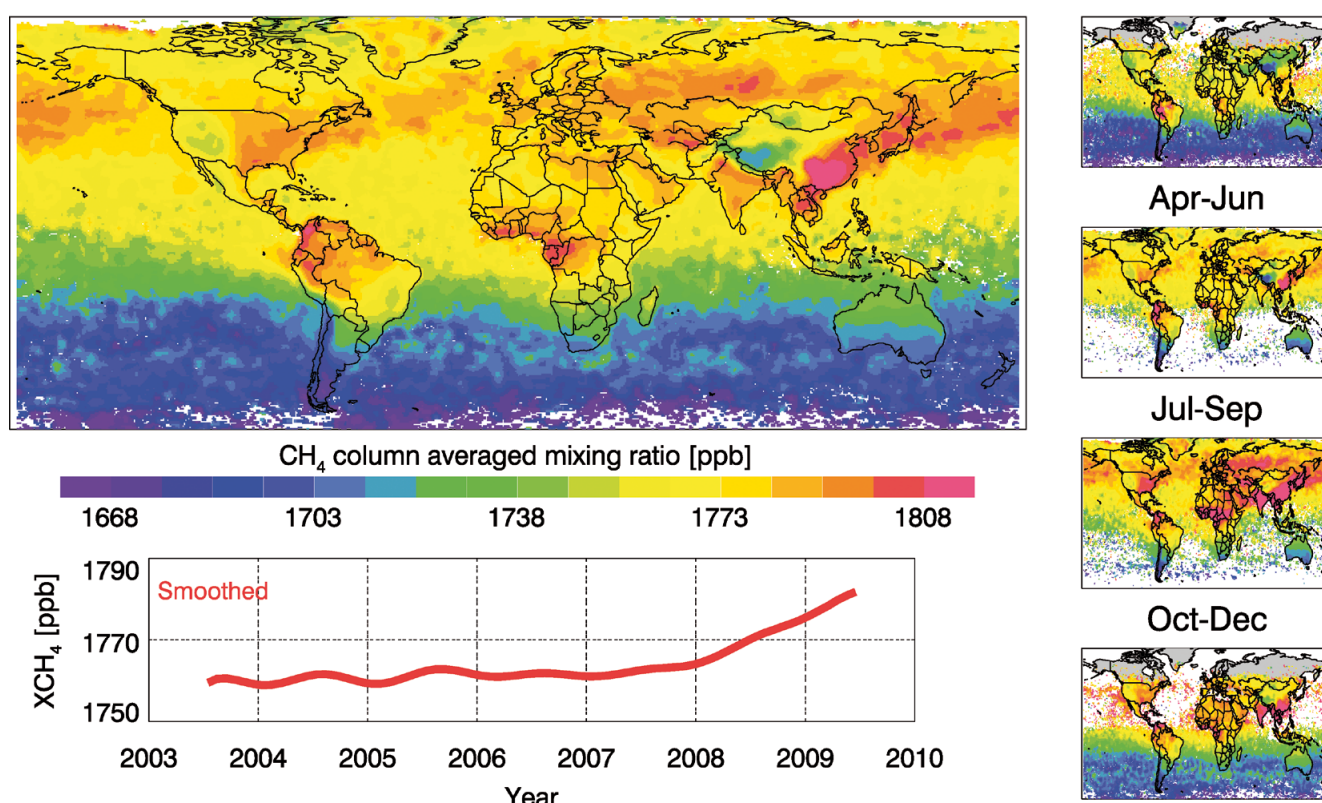 CH₄ column averaged mixing ratio [ppb]
1668 1703 1738 1773 1808
XCH₄ [ppb]
1790
1770
1750
Smoothed
2003 2004 2005 2006 2007 2008 2009 2010
Year
Apr-Jun
Jul-Sep
Oct-Dec